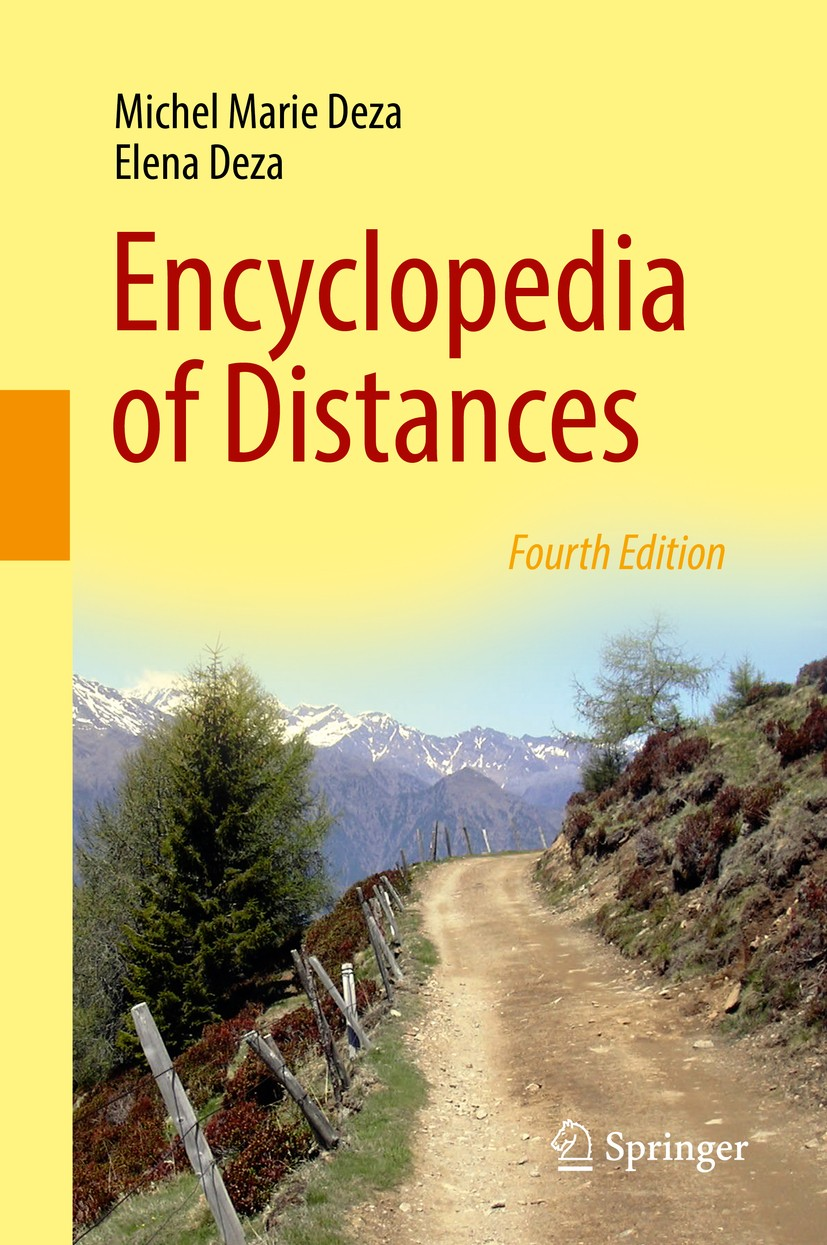 Michel Marie Deza
Elena Deza
Encyclopedia
of Distances
Fourth Edition
Springer